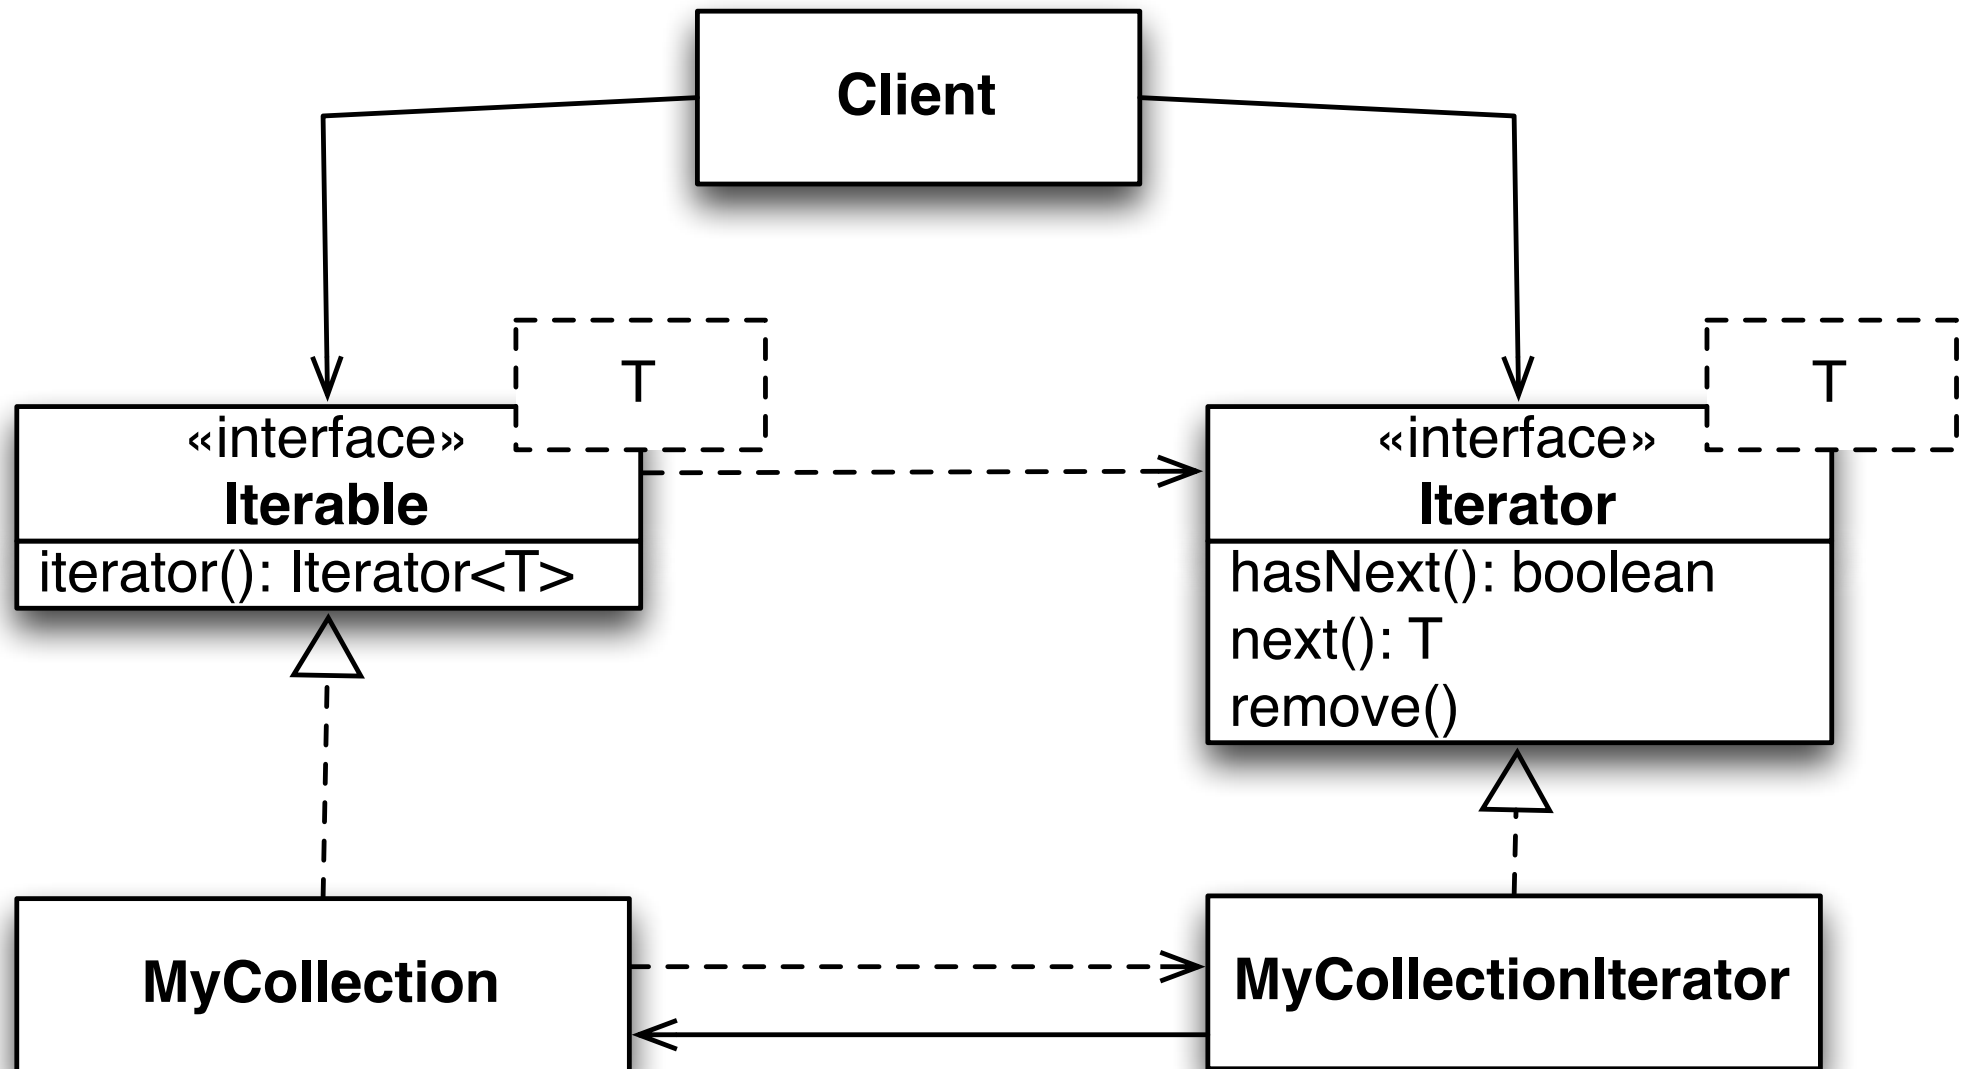 Client
T
«interface»
Iterable
iterator(): Iterator<T>
T
«interface»
Iterator
hasNext(): boolean
next(): T
remove()
MyCollection
MyCollectionIterator